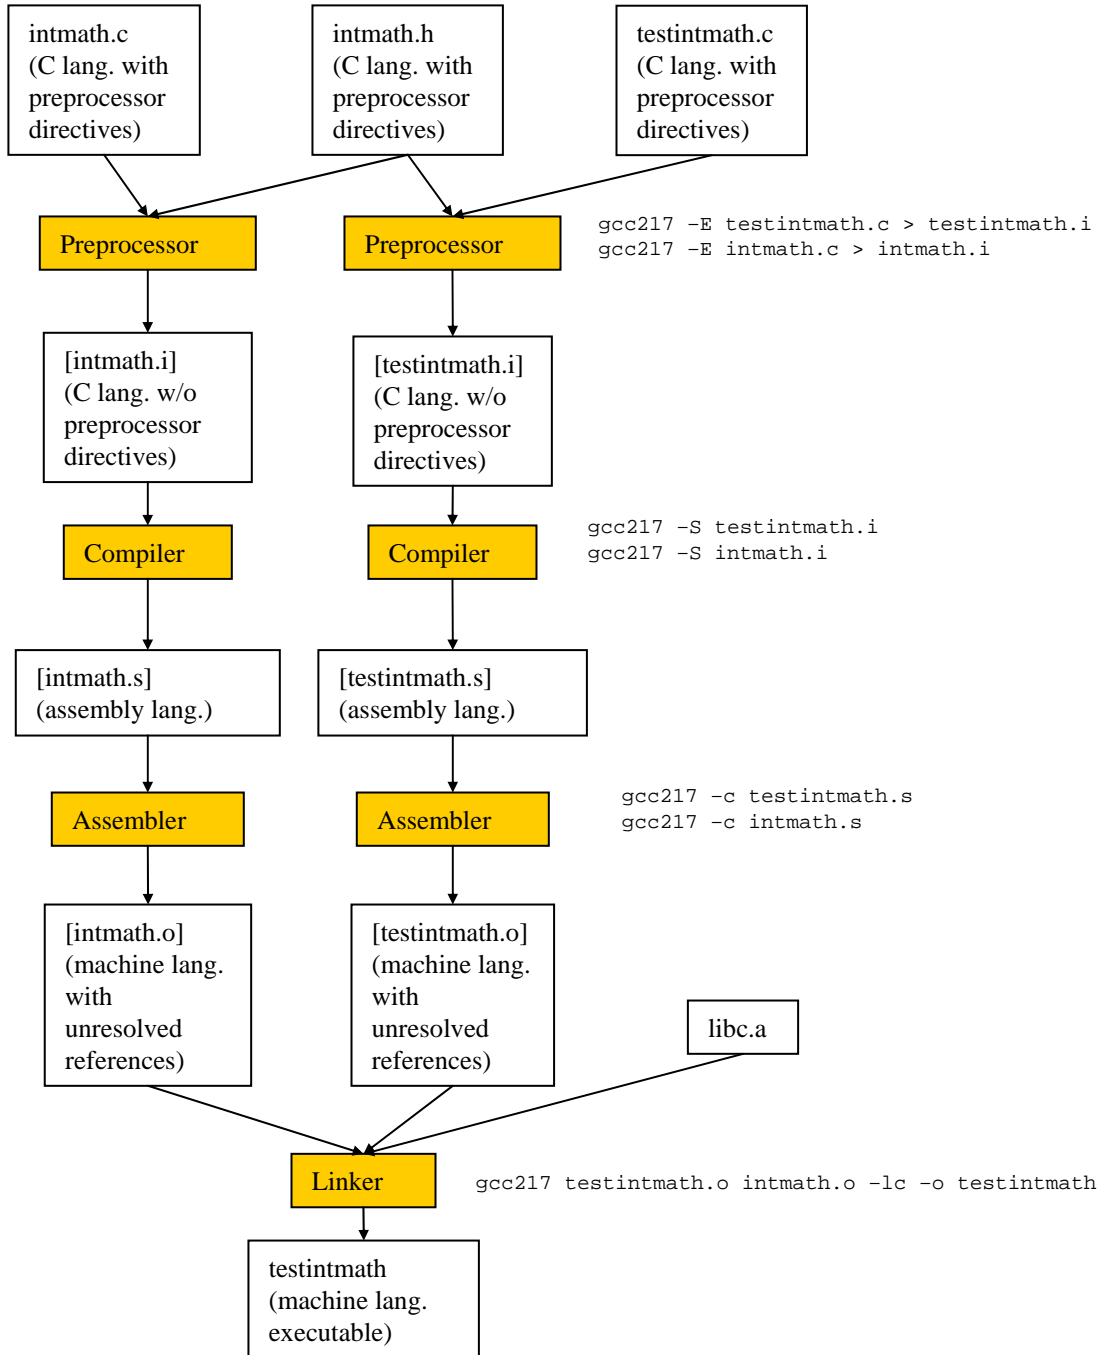 intmath.c
(C lang. with
preprocessor
directives)
intmath.h
(C lang. with
preprocessor
directives)
testintmath.c
(C lang. with
preprocessor
directives)
Preprocessor
Preprocessor
gcc217 –E testintmath.c > testintmath.i
gcc217 –E intmath.c > intmath.i
[intmath.i]
(C lang. w/o
preprocessor
directives)
[testintmath.i]
(C lang. w/o
preprocessor
directives)
Compiler
Compiler
gcc217 –S testintmath.i
gcc217 –S intmath.i
[intmath.s]
(assembly lang.)
[testintmath.s]
(assembly lang.)
Assembler
Assembler
gcc217 –c testintmath.s
gcc217 –c intmath.s
[intmath.o]
(machine lang.
with
unresolved
references)
[testintmath.o]
(machine lang.
with
unresolved
references)
libc.a
Linker
gcc217 testintmath.o intmath.o –lc –o testintmath
testintmath
(machine lang.
executable)